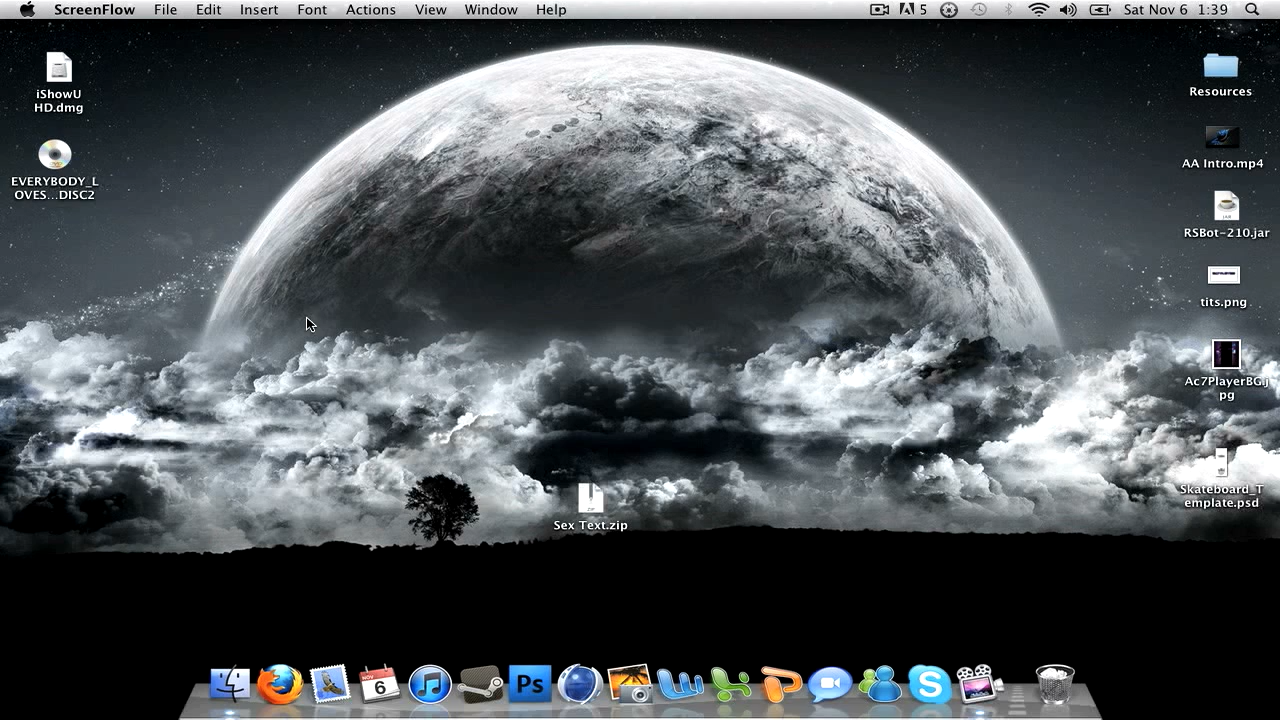 ScreenFlow File Edit Insert Font Actions View Window Help 5 Sat Nov 6 1:39
iShowU
HD.dmg
EVERYBODY_L
OVES...DISC2
Resources
AA Intro.mp4
RSBot-210.jar
tits.png
Ac7PlayerBG.j
pg
Skateboard_T
emplate.psd
Sex Text.zip
NOV
6
Ps